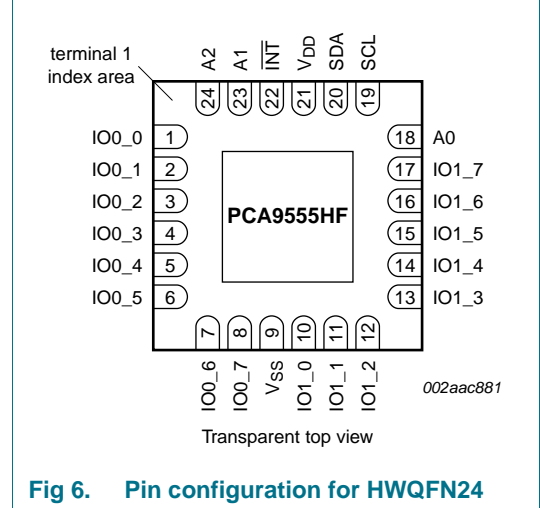 terminal 1
index area
A2
A1
INT
VDD
SDA
SCL
24
23
22
21
20
19
IO0_0 1
IO0_1 2
IO0_2 3
IO0_3 4
IO0_4 5
IO0_5 6
PCA9555HF
18 A0
17 IO1_7
16 IO1_6
15 IO1_5
14 IO1_4
13 IO1_3
7
8
9
10
11
12
IO0_6
IO0_7
VSS
IO1_0
IO1_1
IO1_2
002aac881
Transparent top view
Fig 6. Pin configuration for HWQFN24